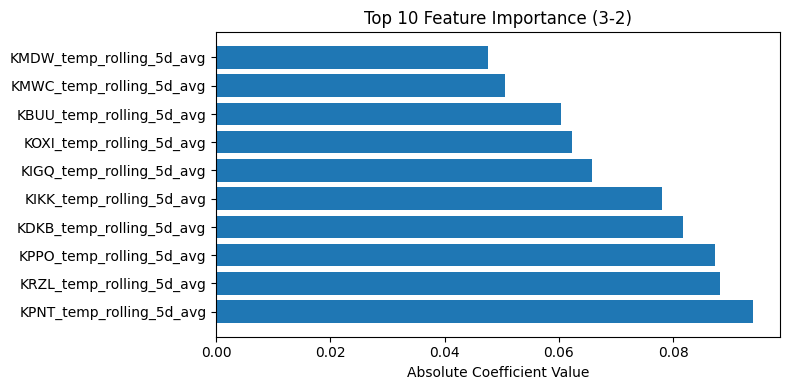 Top 10 Feature Importance (3-2)
KMDW_temp_rolling_5d_avg
KMWC_temp_rolling_5d_avg
KBUU_temp_rolling_5d_avg
KOXI_temp_rolling_5d_avg
KIGQ_temp_rolling_5d_avg
KIKK_temp_rolling_5d_avg
KDKB_temp_rolling_5d_avg
KPPO_temp_rolling_5d_avg
KRZL_temp_rolling_5d_avg
KPNT_temp_rolling_5d_avg
0.00 0.02 0.04 0.06 0.08
Absolute Coefficient Value